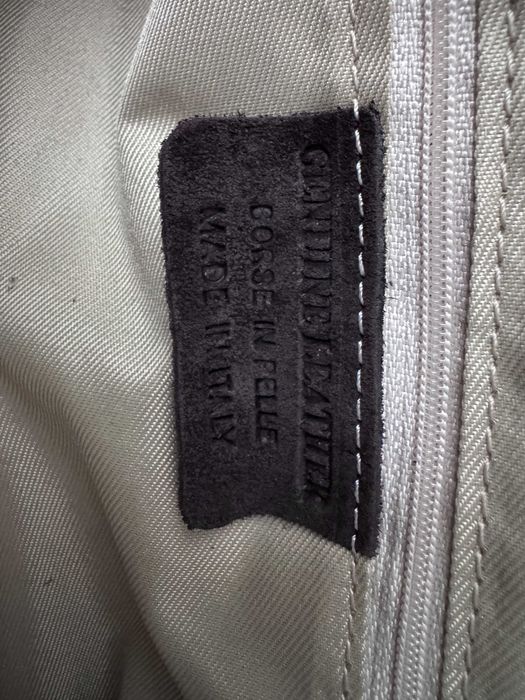 GENUINE LEATHER
BORSE IN PELLE
MADE IN ITALY